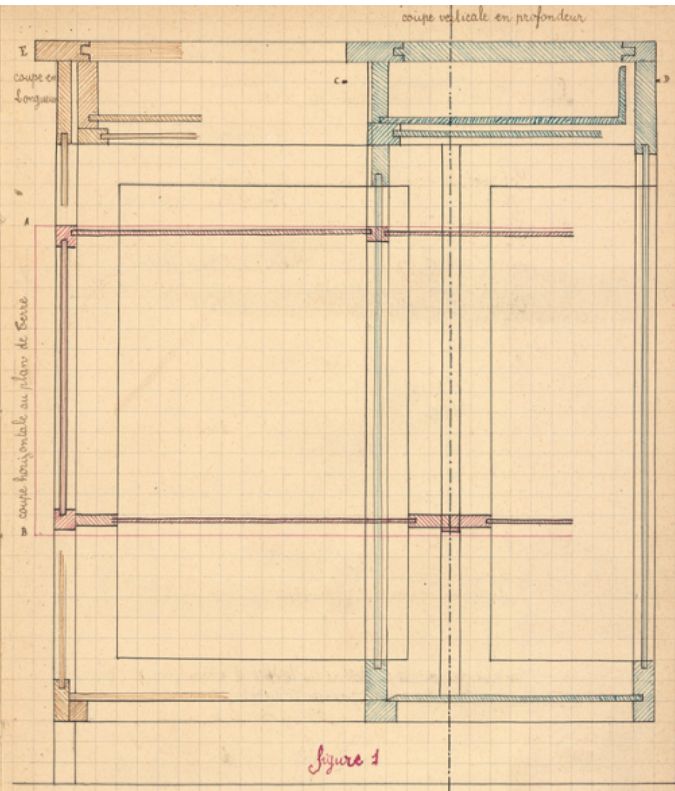 coupe verticale en profondeur
E
coupe en
Longueur
C
D
A
coupe horizontale au plan de terre
B
figure 1